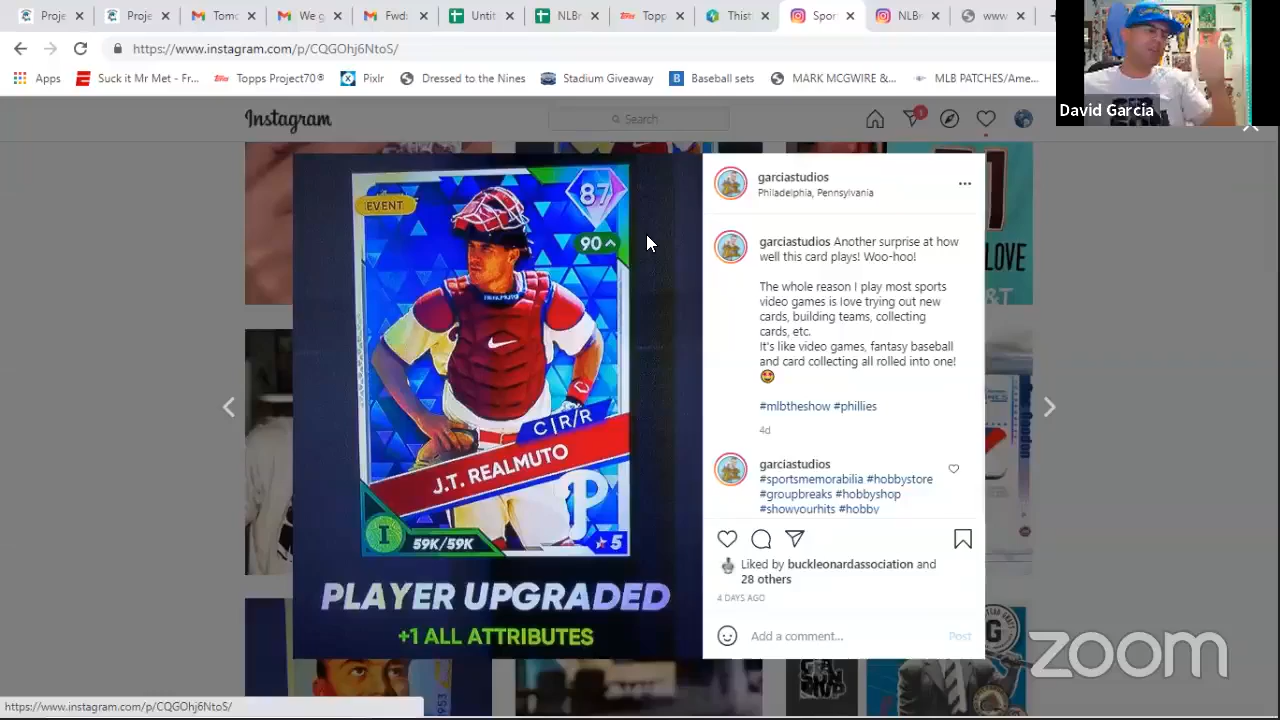 Proje
Proje
Tomo
We g
Fwd:
Untit
NLBr
Topp
Thist
Spor
NLB
www
https://www.instagram.com/p/CQGOhj6NtoS/
Apps
Suck it Mr Met - Fr...
Topps Project70®
Pixlr
Dressed to the Nines
Stadium Giveaway
Baseball sets
MARK MCGWIRE &...
MLB PATCHES/Ame...
David Garcia
Instagram
Search
1
EVENT
87
90
C|R/R
J.T. REALMUTO
P
I
59K/59K
5
PLAYER UPGRADED
+1 ALL ATTRIBUTES
garciastudios
Philadelphia, Pennsylvania
garciastudios Another surprise at how
well this card plays! Woo-hoo!
The whole reason I play most sports
video games is love trying out new
cards, building teams, collecting
cards, etc.
It's like video games, fantasy baseball
and card collecting all rolled into one!
#mlbtheshow #phillies
4d
garciastudios
#sportsmemorabilia #hobbystore
#groupbreaks #hobbyshop
#showyourhits #hobby
Liked by buckleonardassociation and
28 others
4 DAYS AGO
Add a comment...
Post
LOVE
&T
G
zoom
https://www.instagram.com/p/CQGOhj6NtoS/